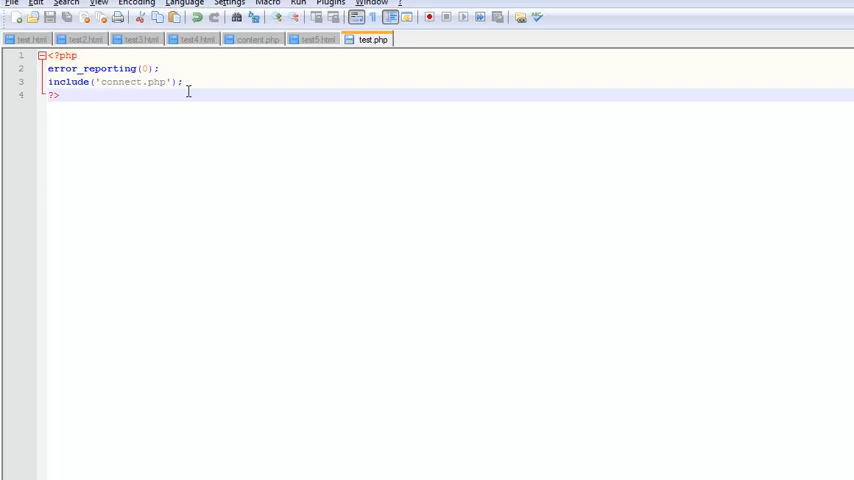 File Edit Search View Encoding Language Settings Macro Run Plugins Window ?
test.html test2.html test3.html test4.html content.php test5.html test.php
1 <?php
2 error_reporting(0);
3 include('connect.php');
4 ?>